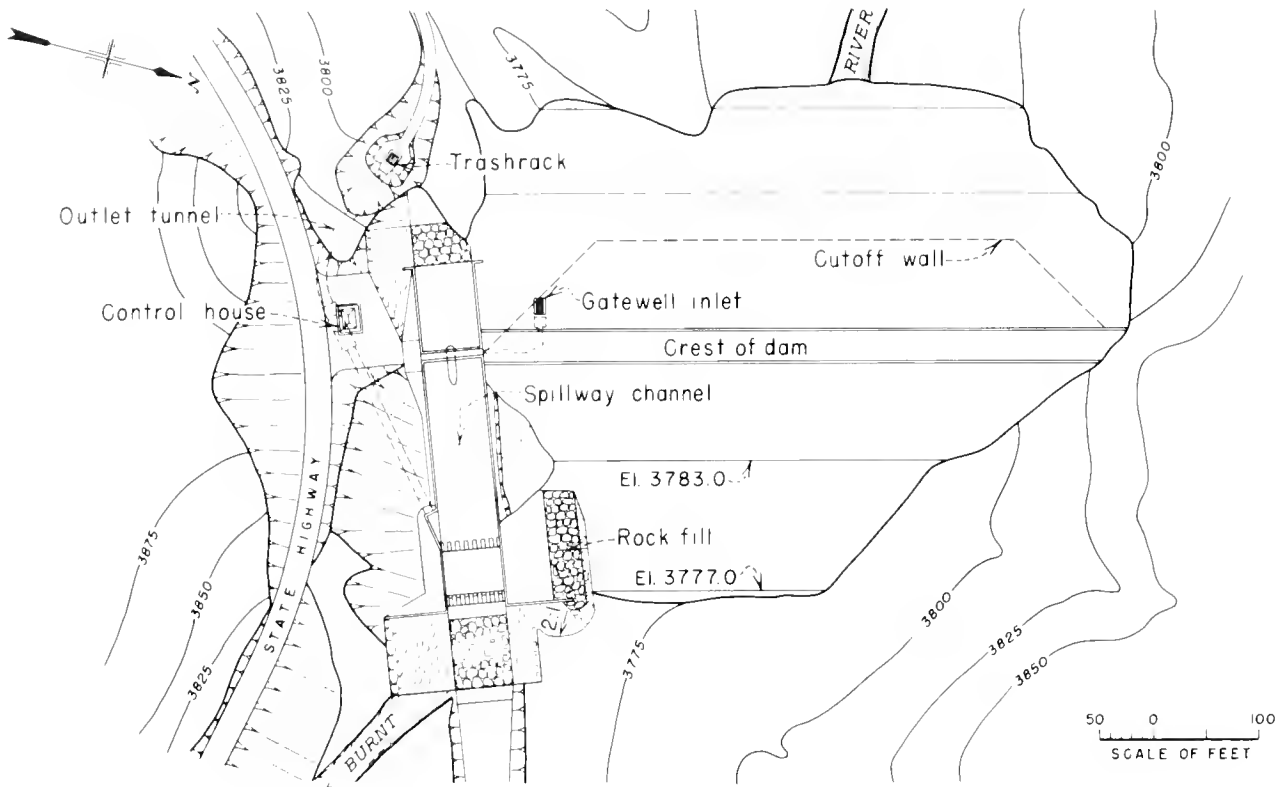 RIVER
3825
3800
3775
N
Trashrack
3800
Outlet tunnel
Cutoff wall
Control house
Gatewell inlet
Crest of dam
Spillway channel
El. 3783.0
STATE HIGHWAY
Rock fill
3875
El. 3777.0
3850
3800
2:1
3825
3825
3775
3850
BURNT
50 0 100
SCALE OF FEET